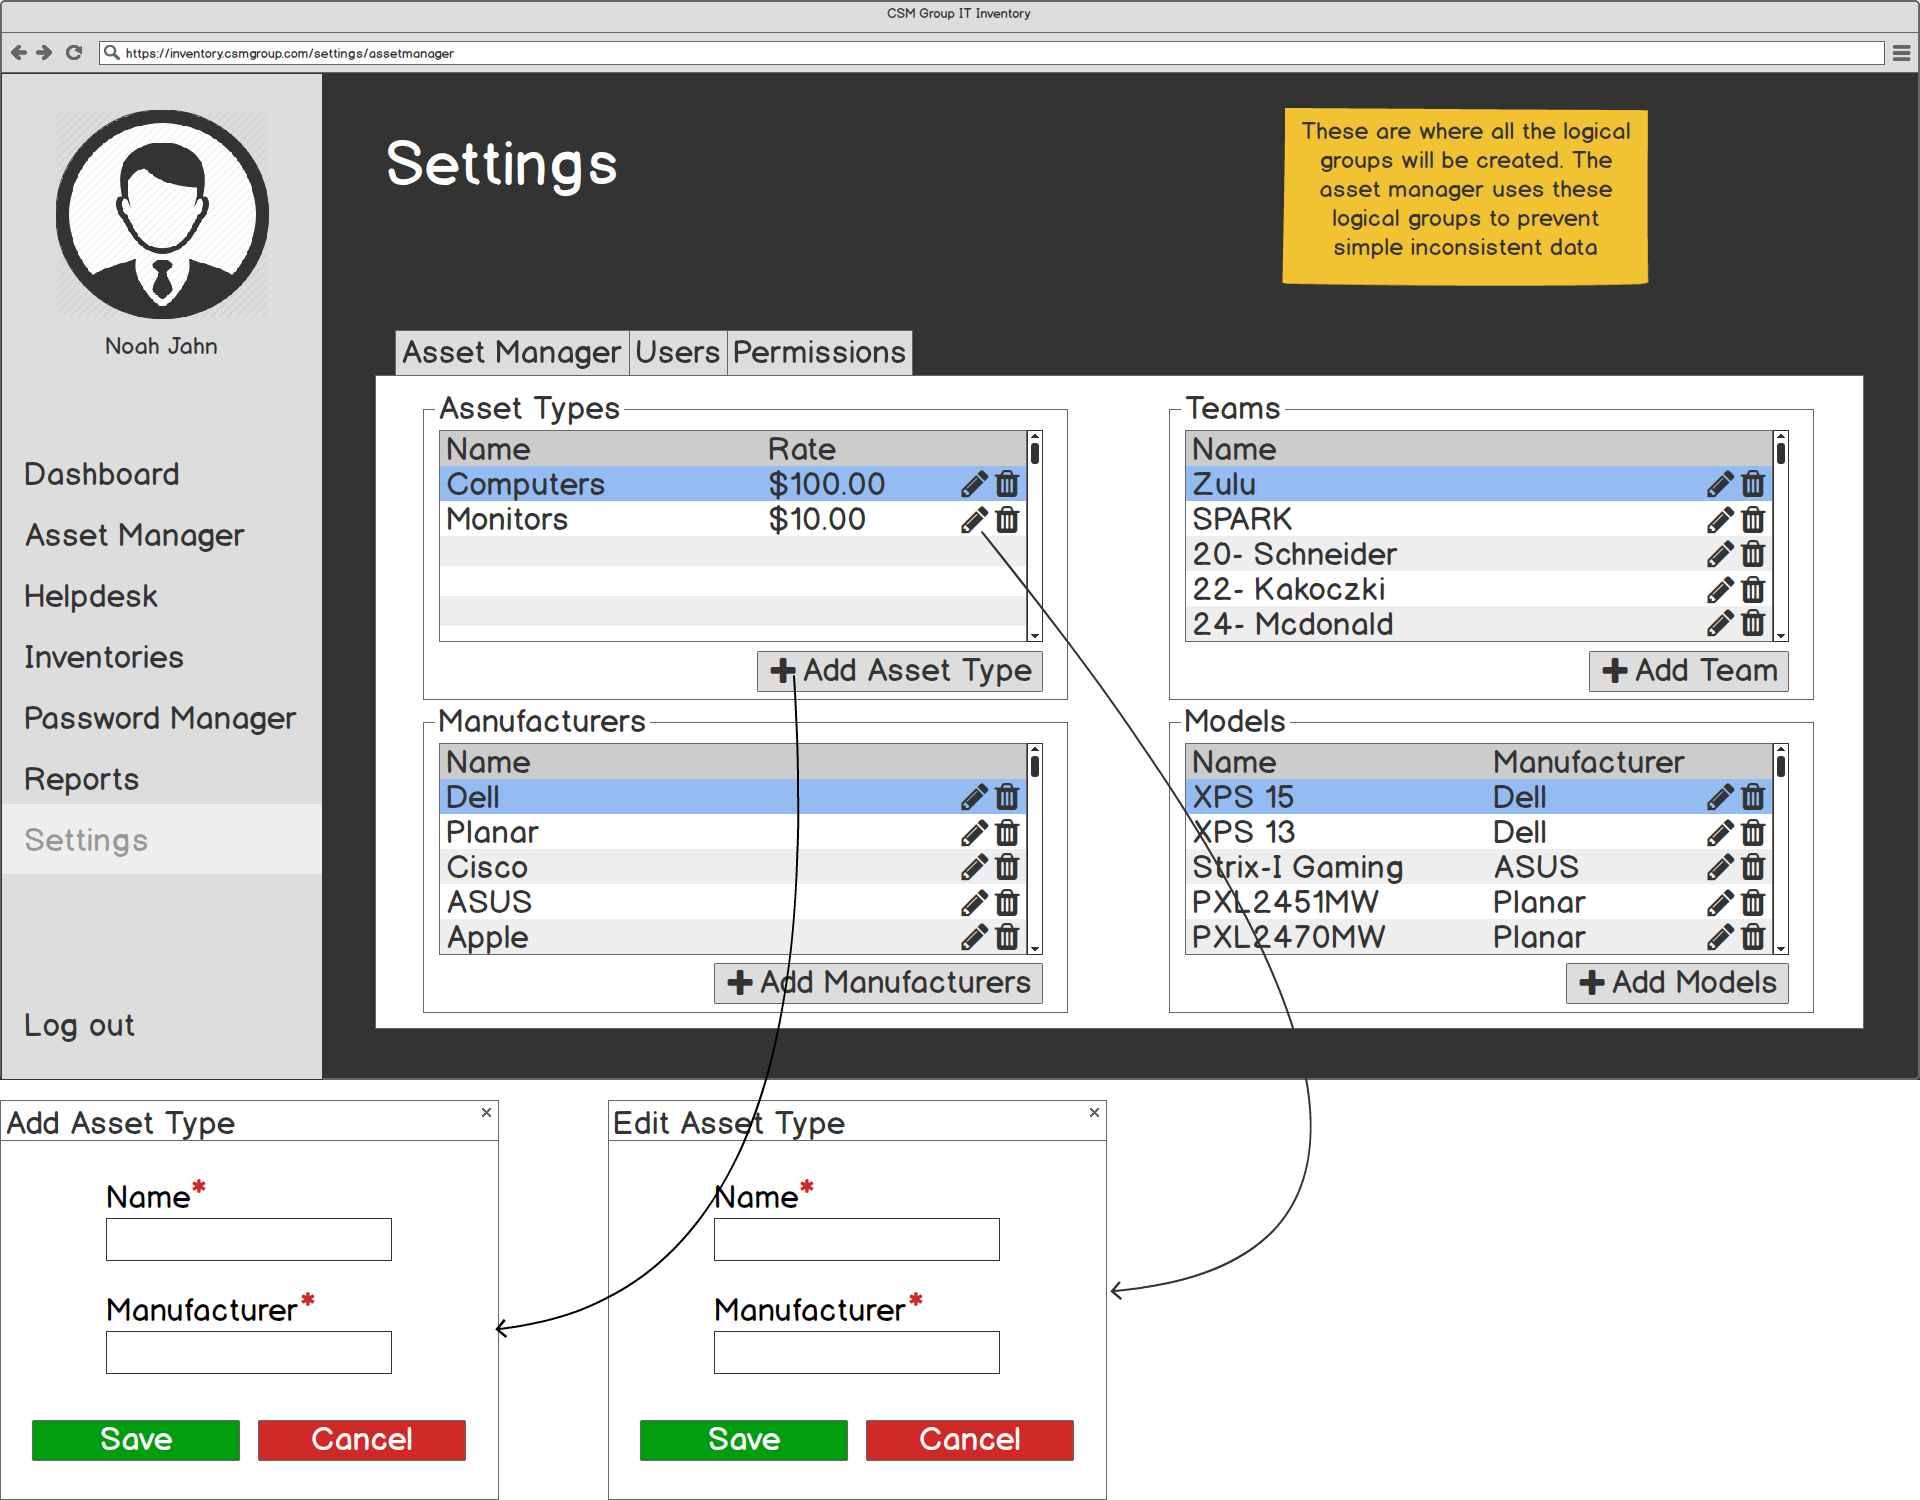 CSM Group IT Inventory
https://inventory.csmgroup.com/settings/assetmanager
Noah Jahn
Dashboard
Asset Manager
Helpdesk
Inventories
Password Manager
Reports
Settings
Log out
Settings
These are where all the logical
groups will be created. The
asset manager uses these
logical groups to prevent
simple inconsistent data
Asset Manager Users Permissions
Asset Types
Name Rate
Computers $100.00
Monitors $10.00
Add Asset Type
Teams
Name
Zulu
SPARK
20- Schneider
22- Kakoczki
24- Mcdonald
Add Team
Manufacturers
Name
Dell
Planar
Cisco
ASUS
Apple
Add Manufacturers
Models
Name Manufacturer
XPS 15 Dell
XPS 13 Dell
Strix-I Gaming ASUS
PXL2451MW Planar
PXL2470MW Planar
Add Models
Add Asset Type
Name*
Manufacturer*
Save Cancel
Edit Asset Type
Name*
Manufacturer*
Save Cancel